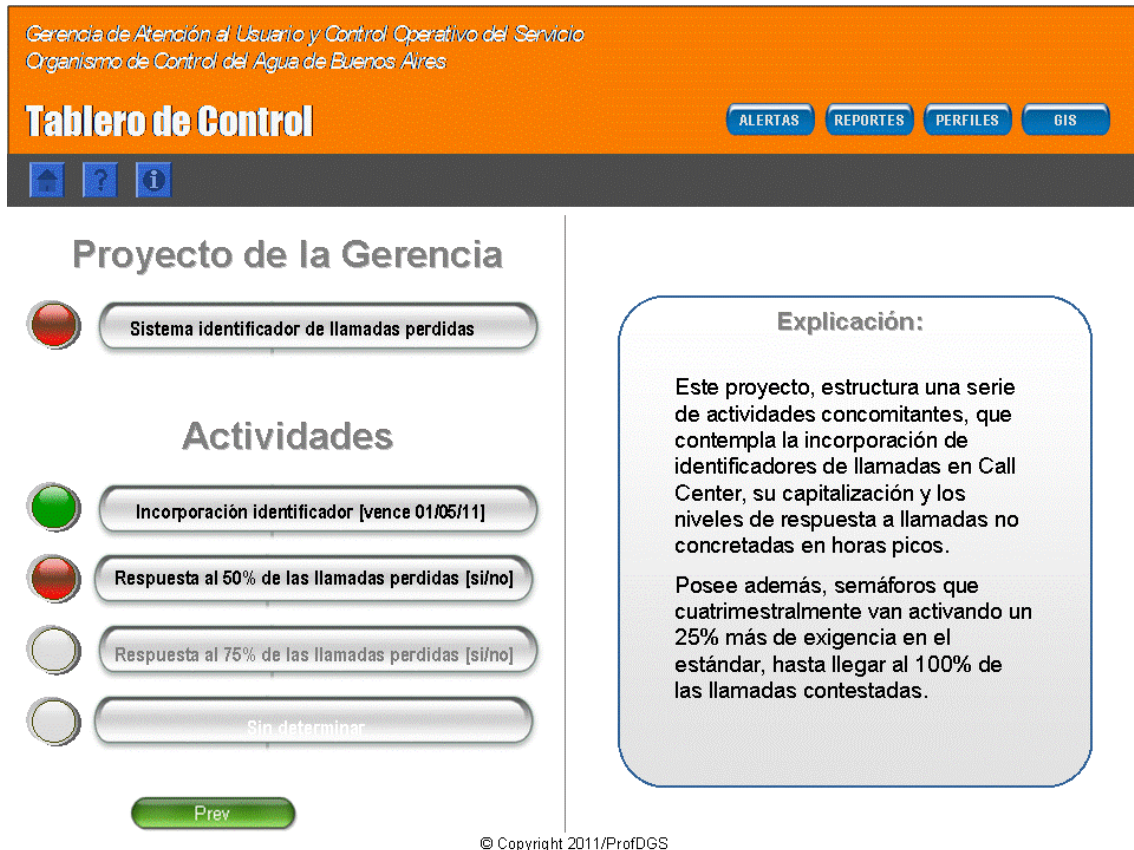 Gerencia de Atención al Usuario y Control Operativo del Servicio
Organismo de Control del Agua de Buenos Aires
Tablero de Control
ALERTAS
REPORTES
PERFILES
GIS
?
i
Proyecto de la Gerencia
Sistema identificador de llamadas perdidas
Actividades
Incorporación identificador [vence 01/05/11]
Respuesta al 50% de las llamadas perdidas [si/no]
Respuesta al 75% de las llamadas perdidas [si/no]
Sin determinar
Prev
Explicación:
Este proyecto, estructura una serie
de actividades concomitantes, que
contempla la incorporación de
identificadores de llamadas en Call
Center, su capitalización y los
niveles de respuesta a llamadas no
concretadas en horas picos.
Posee además, semáforos que
cuatrimestralmente van activando un
25% más de exigencia en el
estándar, hasta llegar al 100% de
las llamadas contestadas.
© Copyright 2011/ProfDGS